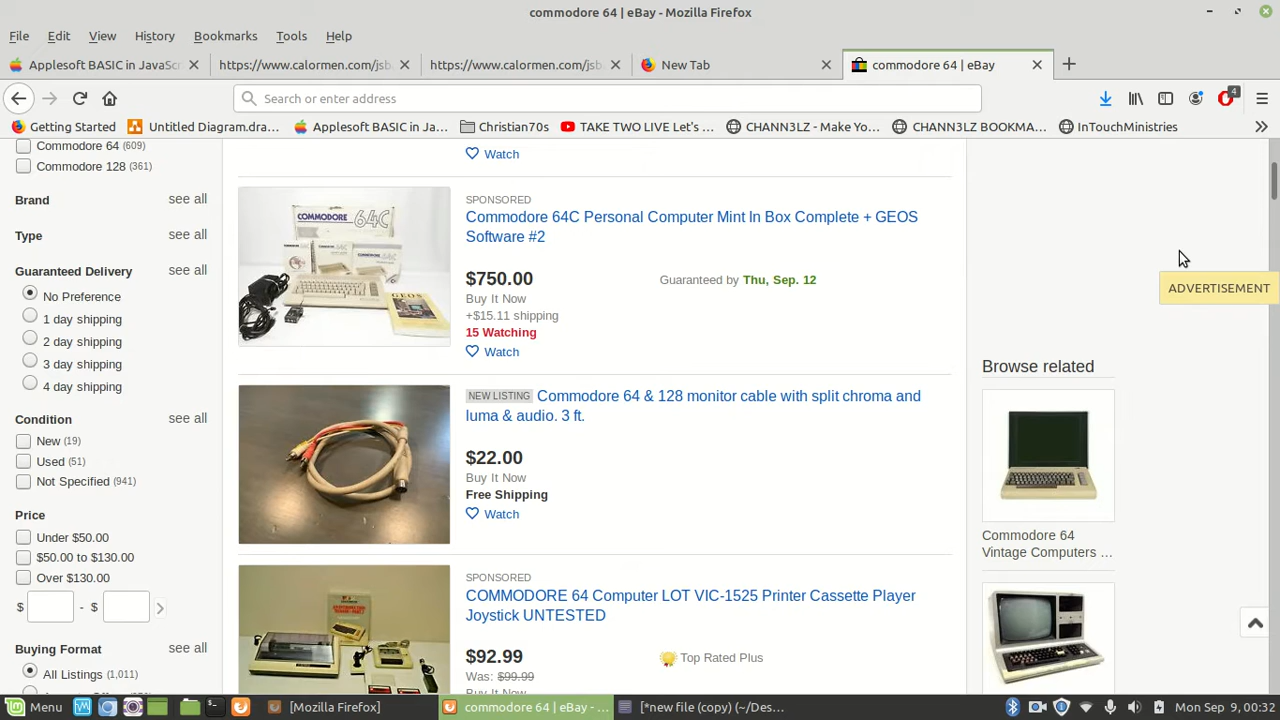 commodore 64 | eBay - Mozilla Firefox
File Edit View History Bookmarks Tools Help
Applesoft BASIC in JavaSc
https://www.calormen.com/jsb
https://www.calormen.com/jsb
New Tab
commodore 64 | eBay
Search or enter address
4
Getting Started
Untitled Diagram.dra...
Applesoft BASIC in Ja...
Christian70s
TAKE TWO LIVE Let's ...
CHANN3LZ - Make Yo...
CHANN3LZ BOOKMA...
InTouchMinistries
Commodore 64 (609)
Commodore 128 (361)
Brand see all
Type see all
Guaranteed Delivery see all
No Preference
1 day shipping
2 day shipping
3 day shipping
4 day shipping
Condition see all
New (19)
Used (51)
Not Specified (941)
Price
Under $50.00
$50.00 to $130.00
Over $130.00
$ - $
Buying Format see all
All Listings (1,011)
Watch
SPONSORED
Commodore 64C Personal Computer Mint In Box Complete + GEOS
Software #2
$750.00
Guaranteed by Thu, Sep. 12
Buy It Now
+$15.11 shipping
15 Watching
Watch
COMMODORE 64C
GEOS
NEW LISTING Commodore 64 & 128 monitor cable with split chroma and
luma & audio. 3 ft.
$22.00
Buy It Now
Free Shipping
Watch
SPONSORED
COMMODORE 64 Computer LOT VIC-1525 Printer Cassette Player
Joystick UNTESTED
$92.99
Top Rated Plus
Was: $99.99
Buy It Now
ADVERTISEMENT
Browse related
Commodore 64
Vintage Computers ...
Menu
[Mozilla Firefox]
commodore 64 | eBay - ...
[*new file (copy) (~/Des...
Mon Sep 9, 00:32